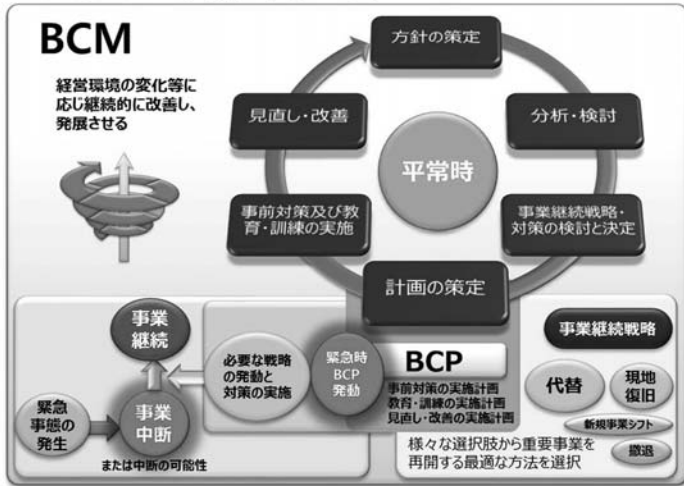 BCM
経営環境の変化等に
応じ継続的に改善し、
発展させる
方針の策定
見直し・改善
分析・検討
平常時
事前対策及び教
育・訓練の実施
事業継続戦略・
対策の検討と決定
計画の策定
事業
継続
必要な戦略
の発動と
対策の実施
緊急時
BCP
発動
BCP
事前対策の実施計画
教育・訓練の実施計画
見直し・改善の実施計画
緊急
事態の
発生
事業
中断
または中断の可能性
事業継続戦略
代替
現地
復旧
新規事業シフト
撤退
様々な選択肢から重要事業を
再開する最適な方法を選択